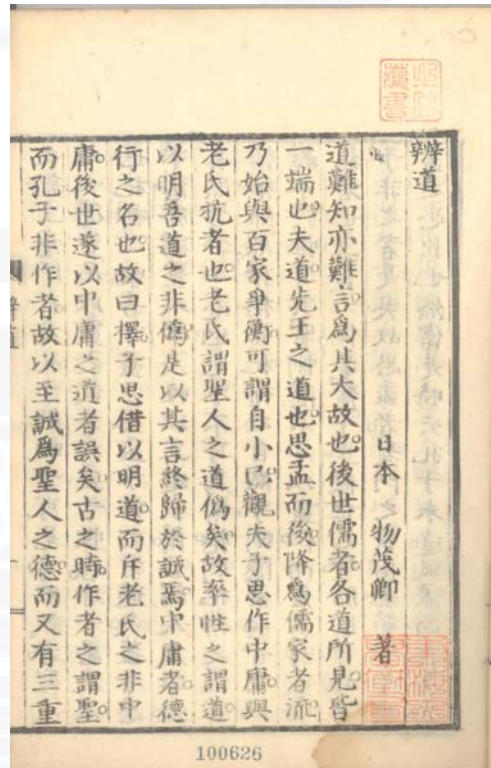 辨道
日本 物茂卿 著
道難知亦難言爲其大故也後世儒者各道所見皆
一端也夫道先王之道也思孟而後降爲儒家者流
乃始與百家爭衡可謂自小已觀夫子思作中庸與
老氏抗者也老氏謂聖人之道僞矣故率性之謂道
以明吾道之非僞是以其言終歸於誠焉中庸者德
行之名也故曰擇子思借以明道而斥老氏之非中
庸後世遂以中庸之道者誤矣古之時作者之謂聖
而孔子非作者故以至誠爲聖人之德而又有三重
辨道
100626